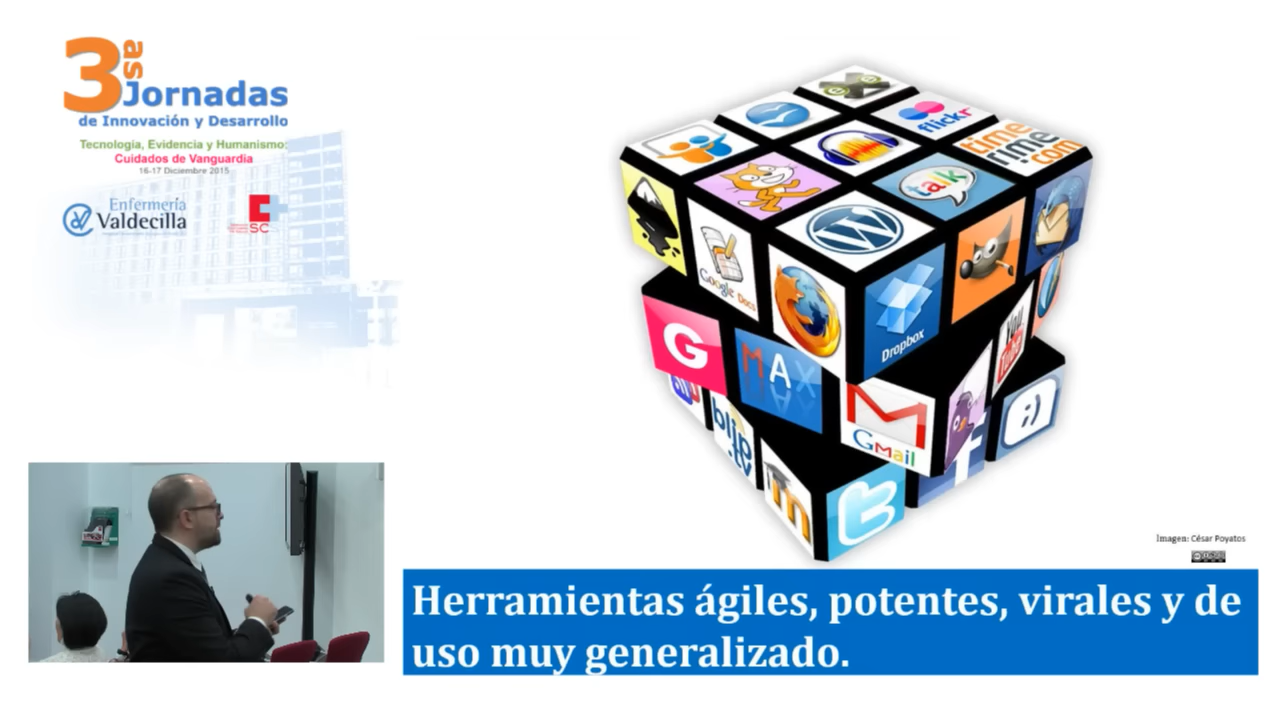 3as
Jornadas
de Innovación y Desarrollo
Tecnología, Evidencia y Humanismo:
Cuidados de Vanguardia
16-17 Diciembre 2015
Enfermería
Valdecilla
SC
flickr
time
rime
.com
talk
W
Google Docs
Dropbox
You
Tube
G
MAX
Gmail
blip
.tv
f
m
t
;)
Imagen: César Poyatos
Herramientas ágiles, potentes, virales y de
uso muy generalizado.